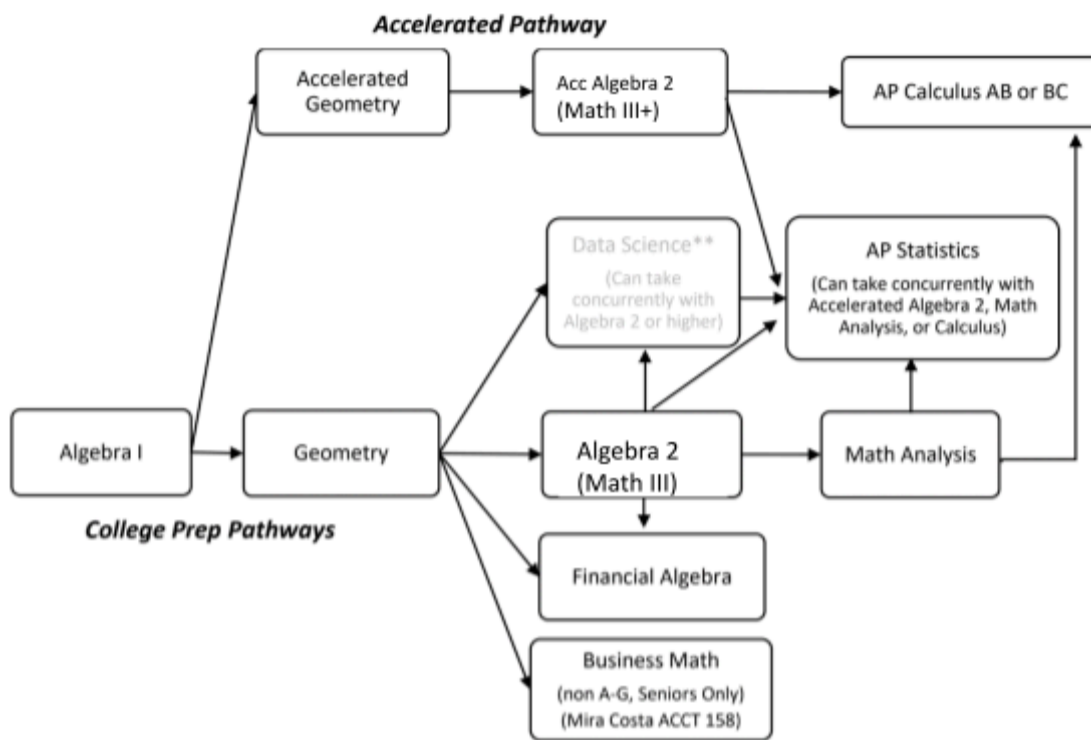 Accelerated Pathway
Accelerated
Geometry
Acc Algebra 2
(Math III+)
AP Calculus AB or BC
Data Science**
(Can take
concurrently with
Algebra 2 or higher)
AP Statistics
(Can take concurrently with
Accelerated Algebra 2, Math
Analysis, or Calculus)
Algebra I
Geometry
Algebra 2
(Math III)
Math Analysis
College Prep Pathways
Financial Algebra
Business Math
(non A-G, Seniors Only)
(Mira Costa ACCT 158)